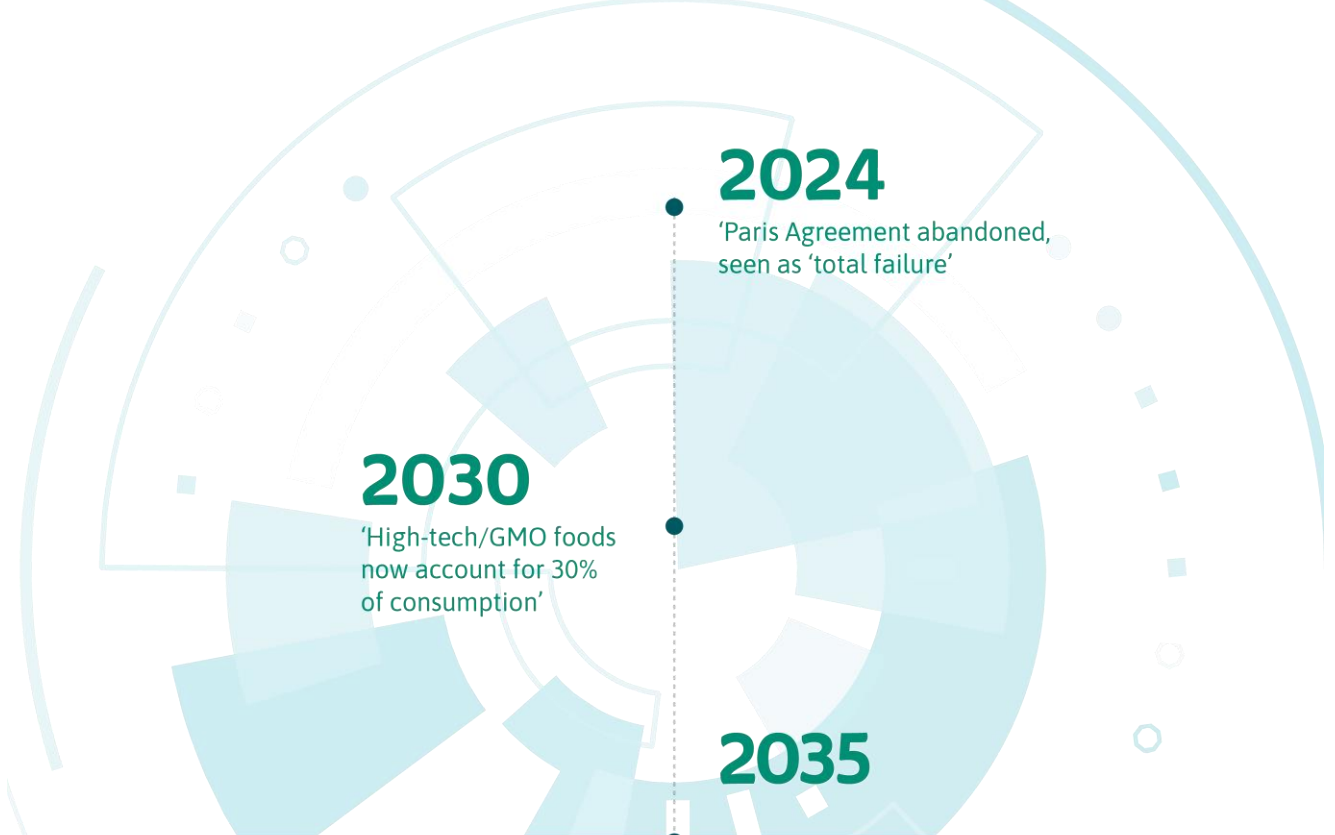 2024
‘Paris Agreement abandoned,
seen as ‘total failure’
2030
‘High-tech/GMO foods
now account for 30%
of consumption’
2035